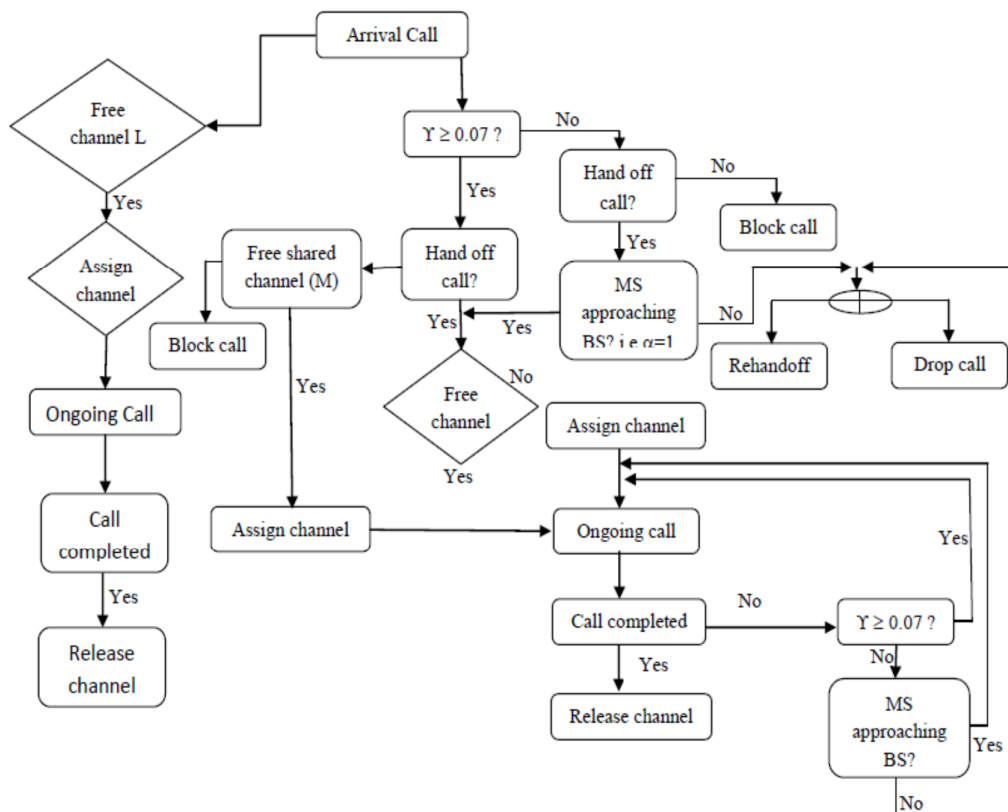 Arrival Call
Free
channel L
ϒ ≥ 0.07 ?
No
Hand off
call?
No
Block call
Yes
Yes
Yes
Assign
channel
Free shared
channel (M)
Hand off
call?
MS
approaching
BS? i.e α=1
No
Block call
Yes
Yes
Rehandoff
Drop call
Yes
No
Free
channel
Yes
Ongoing Call
Assign channel
Call
completed
Assign channel
Ongoing call
Yes
Yes
Call completed
No
ϒ ≥ 0.07 ?
Release
channel
Yes
No
Release channel
MS
approaching
BS?
Yes
No